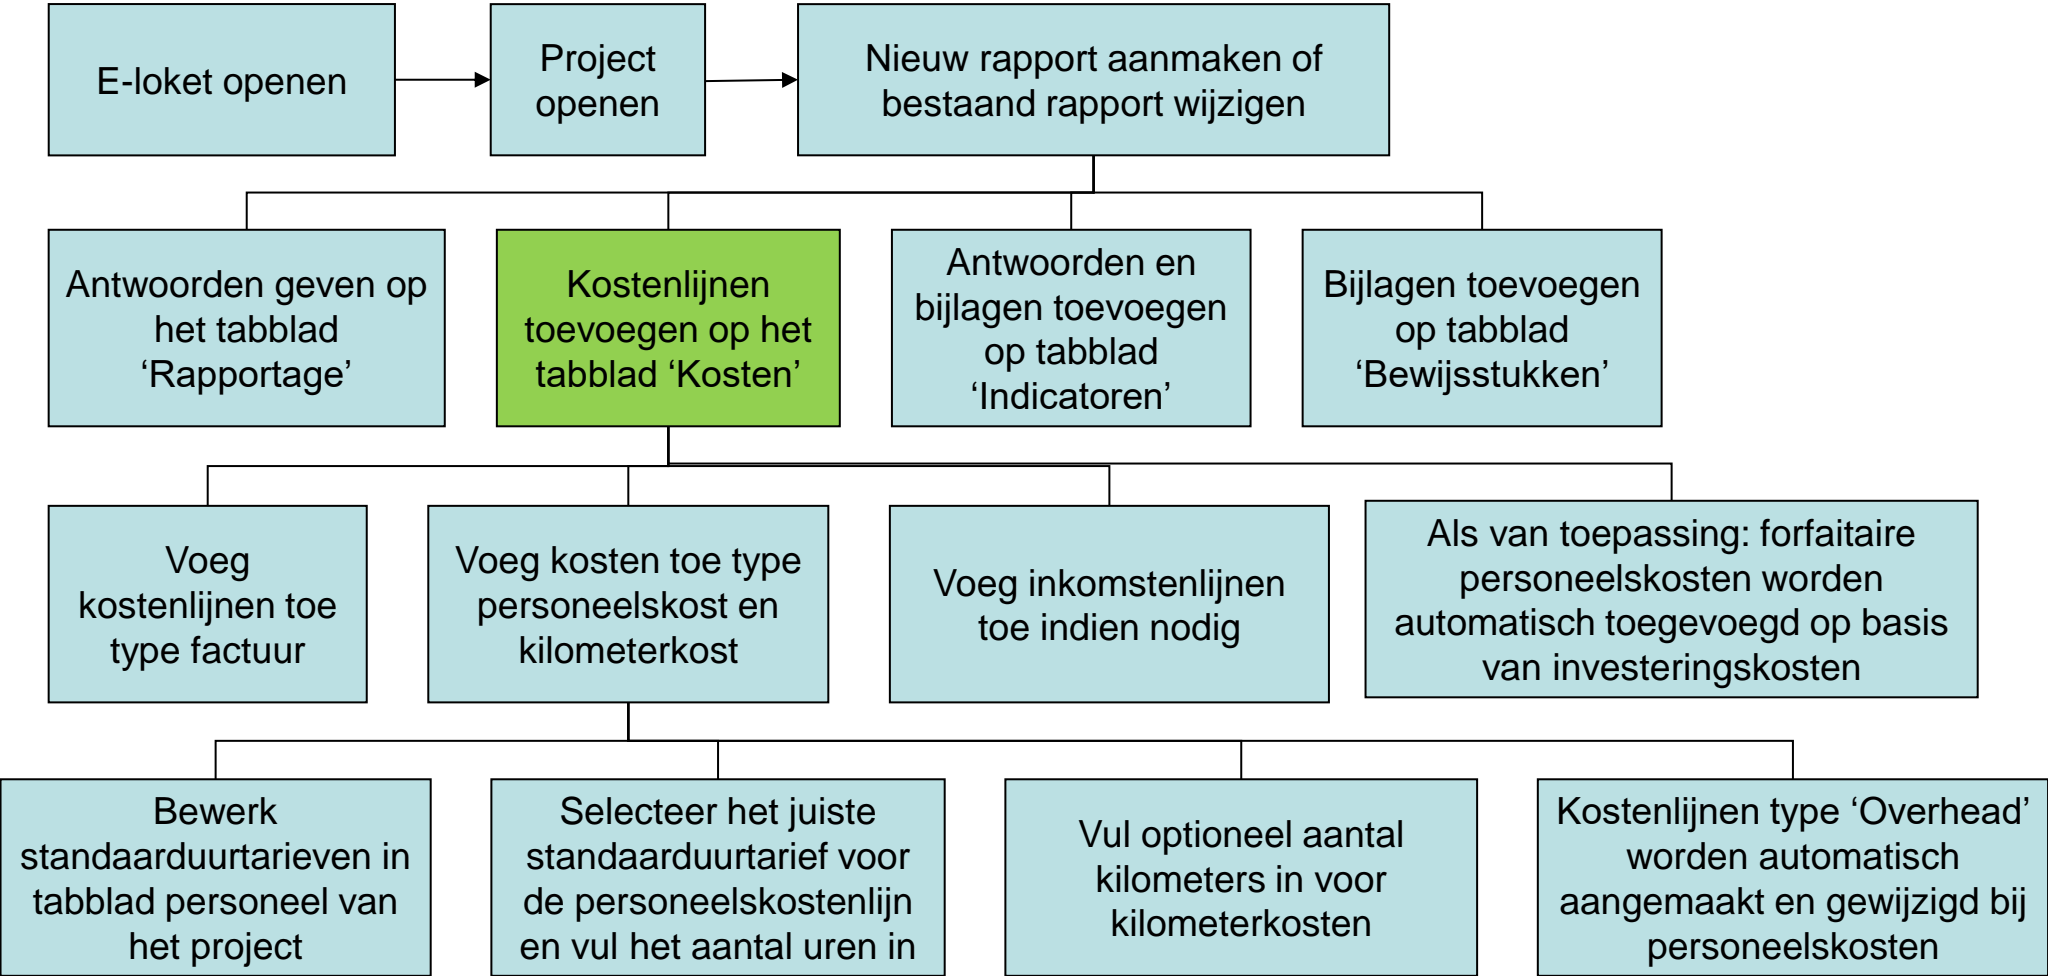 E-loket openen
Project
openen
Nieuw rapport aanmaken of
bestaand rapport wijzigen
Antwoorden geven op
het tabblad
‘Rapportage’
Kostenlijnen
toevoegen op het
tabblad ‘Kosten’
Antwoorden en
bijlagen toevoegen
op tabblad
‘Indicatoren’
Bijlagen toevoegen
op tabblad
‘Bewijsstukken’
Voeg
kostenlijnen toe
type factuur
Voeg kosten toe type
personeelskost en
kilometerkost
Voeg inkomstenlijnen
toe indien nodig
Als van toepassing: forfaitaire
personeelskosten worden
automatisch toegevoegd op basis
van investeringskosten
Bewerk
standaarduurtarieven in
tabblad personeel van
het project
Selecteer het juiste
standaarduurtarief voor
de personeelskostenlijn
en vul het aantal uren in
Vul optioneel aantal
kilometers in voor
kilometerkosten
Kostenlijnen type ‘Overhead’
worden automatisch
aangemaakt en gewijzigd bij
personeelskosten